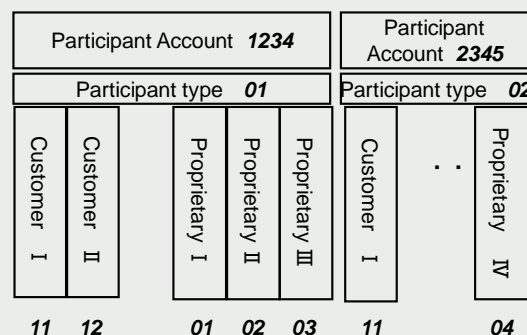 Participant Account 1234
Participant
Account 2345
Participant type 01
Participant type 02
Customer Ⅰ
Customer Ⅱ
Proprietary Ⅰ
Proprietary Ⅱ
Proprietary Ⅲ
Customer Ⅰ
. .
Proprietary Ⅳ
11 12 01 02 03 11 04